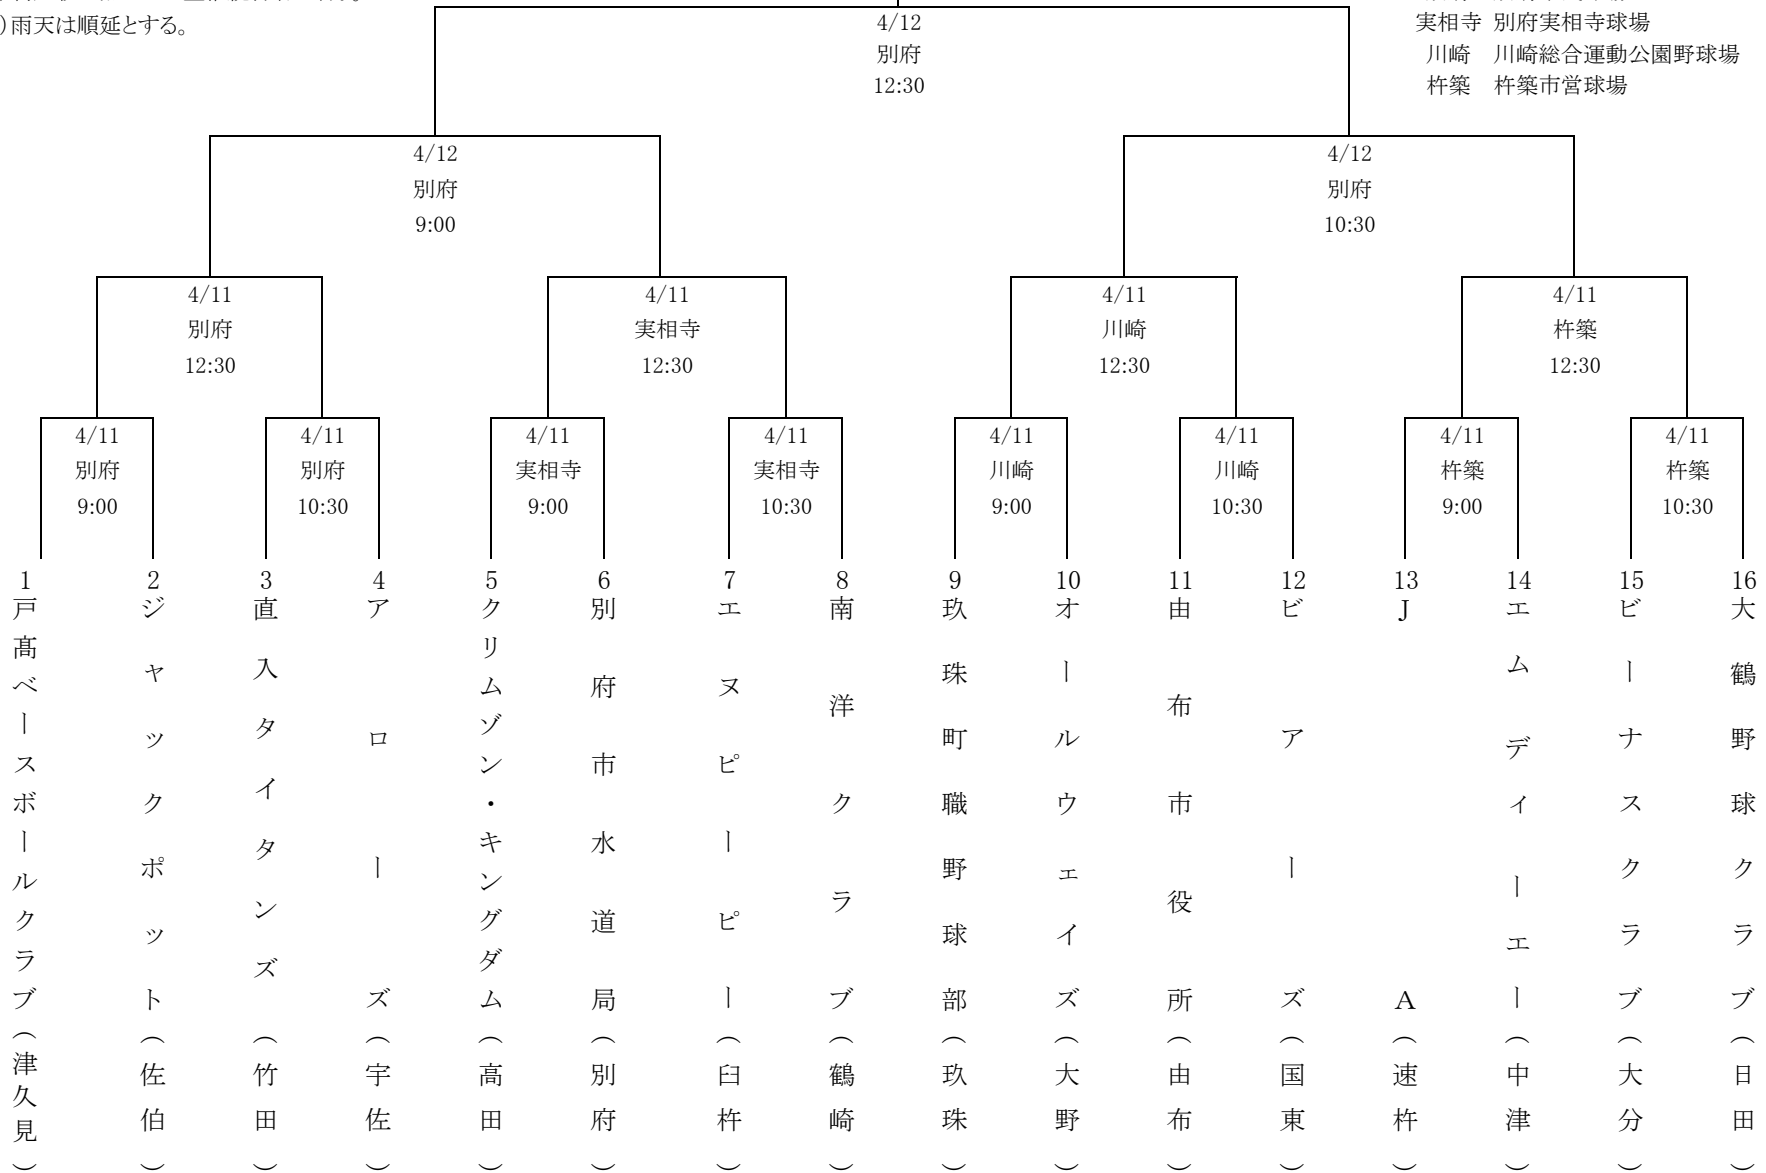 )雨天は順延とする。
実相寺 別府実相寺球場
川崎 川崎総合運動公園野球場
杵築 杵築市営球場
4/12
別府
12:30
4/12
別府
9:00
4/12
別府
10:30
4/11
別府
12:30
4/11
実相寺
12:30
4/11
川崎
12:30
4/11
杵築
12:30
4/11
別府
9:00
4/11
別府
10:30
4/11
実相寺
9:00
4/11
実相寺
10:30
4/11
川崎
9:00
4/11
川崎
10:30
4/11
杵築
9:00
4/11
杵築
10:30
1
戸髙ベースボールクラブ(津久見)
2
ジャックポット(佐伯)
3
直入タイタンズ(竹田)
4
アローズ(宇佐)
5
クリムゾン・キングダム(高田)
6
別府市水道局(別府)
7
エヌピーピー(臼杵)
8
南洋クラブ(鶴崎)
9
玖珠町職野球部(玖珠)
10
オールウェイズ(大野)
11
由布市役所(由布)
12
ビアーズ(国東)
13
JA(速杵)
14
エムディーエー(中津)
15
ビーナスクラブ(大分)
16
大鶴野球クラブ(日田)